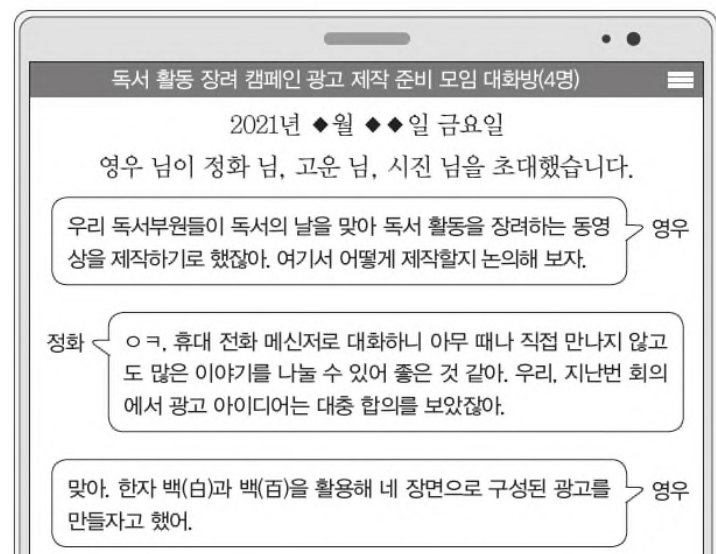 독서 활동 장려 캠페인 광고 제작 준비 모임 대화방(4명)
2021년 ◆월 ◆◆일 금요일
영우 님이 정화 님, 고운 님, 시진 님을 초대했습니다.
우리 독서부원들이 독서의 날을 맞아 독서 활동을 장려하는 동영
상을 제작하기로 했잖아. 여기서 어떻게 제작할지 논의해 보자.
영우
정화
ㅇㅋ, 휴대 전화 메신저로 대화하니 아무 때나 직접 만나지 않고
도 많은 이야기를 나눌 수 있어 좋은 것 같아. 우리, 지난번 회의
에서 광고 아이디어는 대충 합의를 보았잖아.
맞아. 한자 백(白)과 백(百)을 활용해 네 장면으로 구성된 광고를
만들자고 했어.
영우